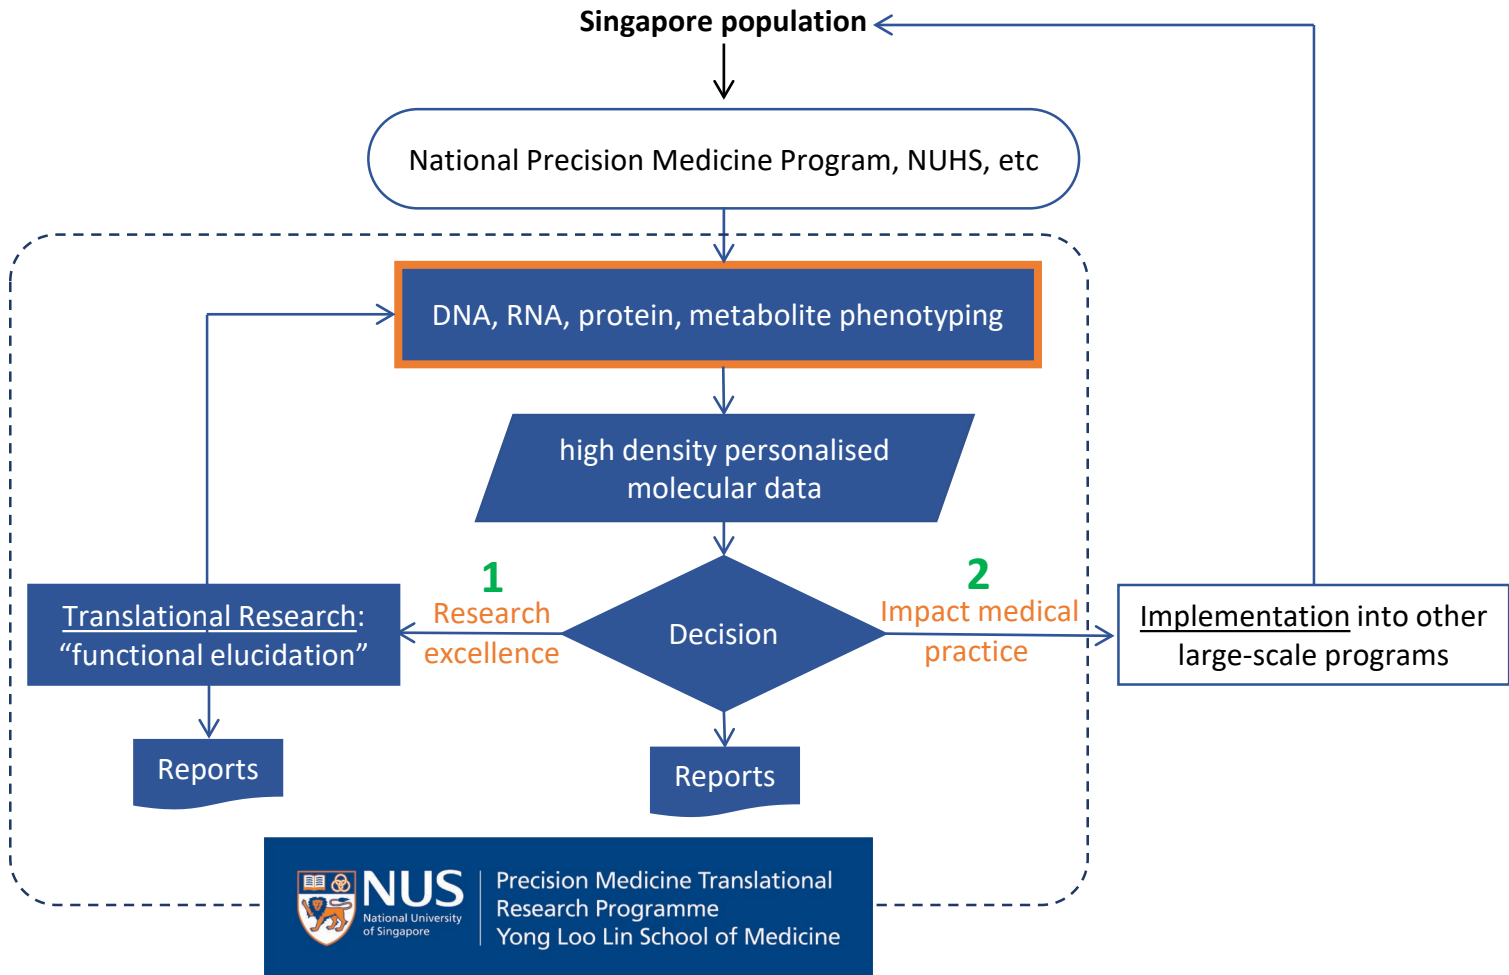 Singapore population
National Precision Medicine Program, NUHS, etc
DNA, RNA, protein, metabolite phenotyping
high density personalised
molecular data
1
Research
excellence
2
Impact medical
practice
Translational Research:
“functional elucidation”
Decision
Implementation into other
large-scale programs
Reports
Reports
NUS
National University
of Singapore
Precision Medicine Translational
Research Programme
Yong Loo Lin School of Medicine